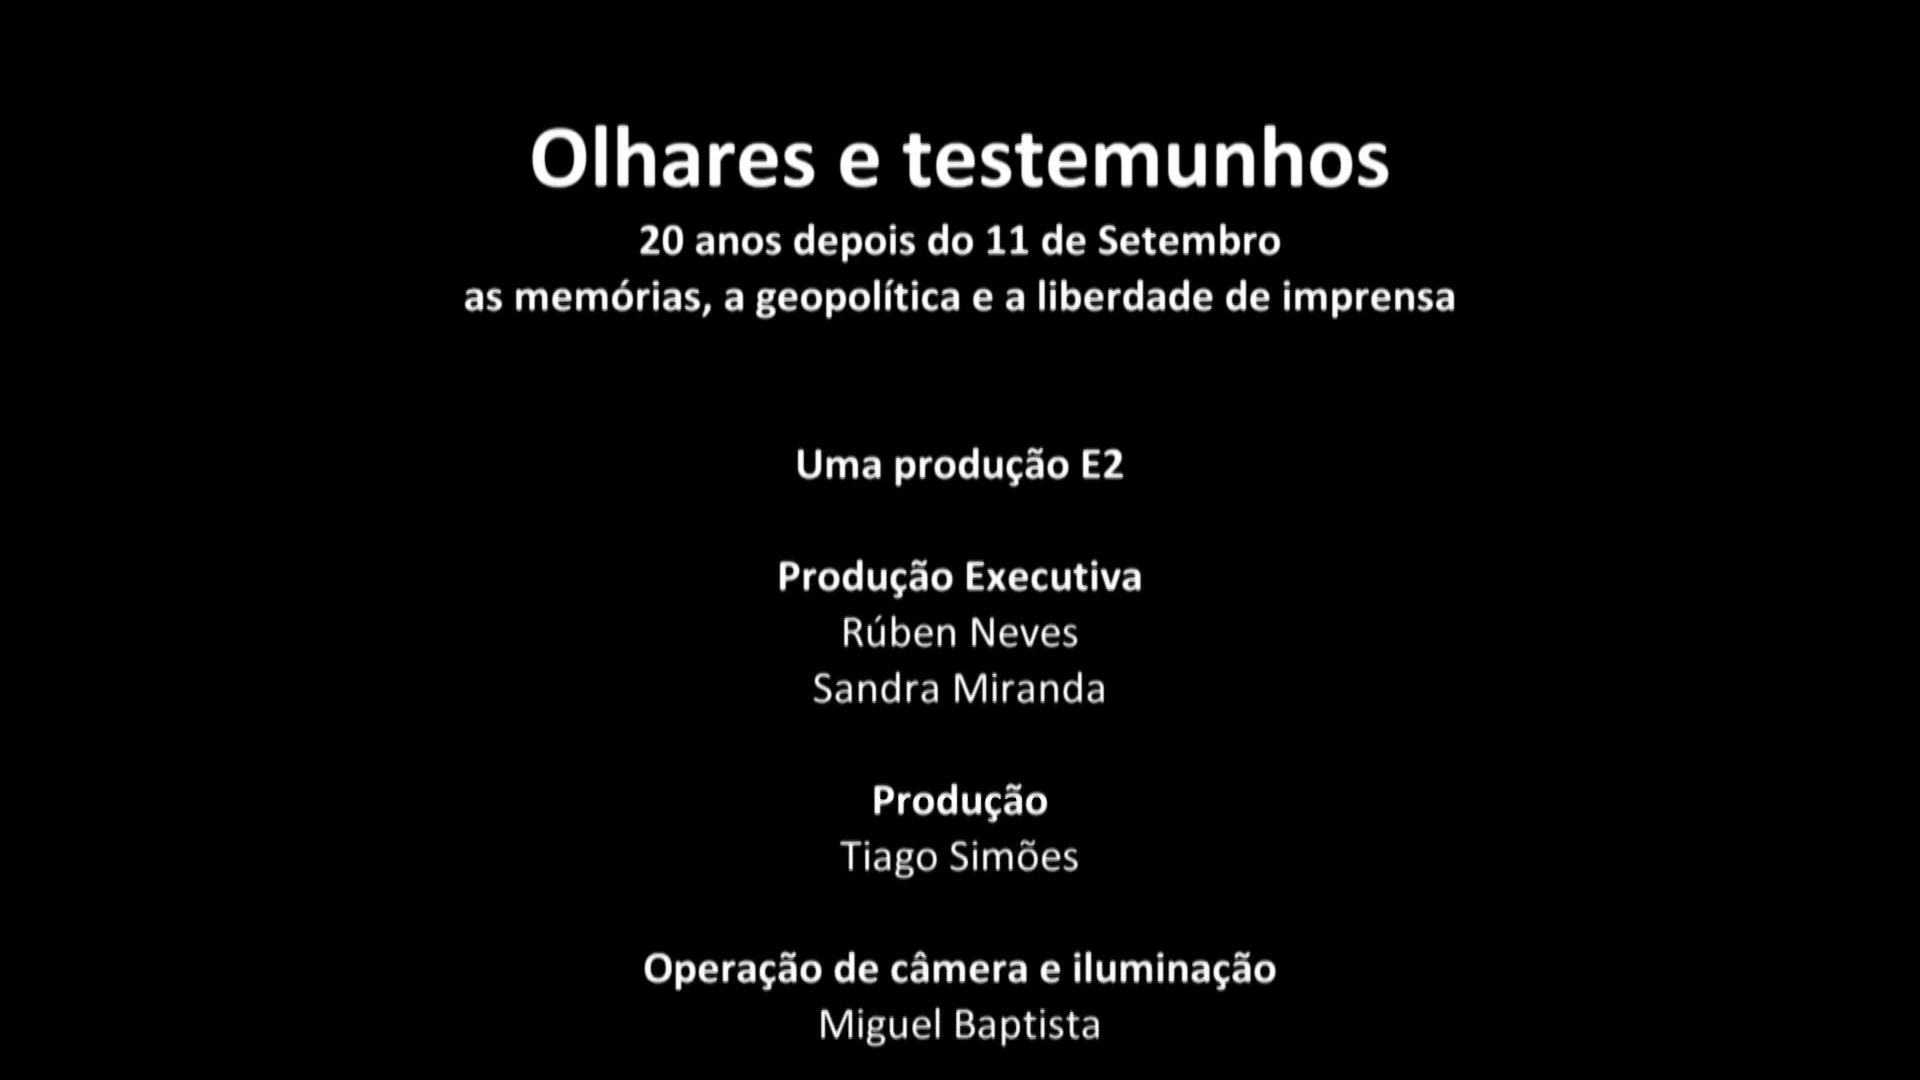 Olhares e testemunhos
20 anos depois do 11 de Setembro
as memórias, a geopolítica e a liberdade de imprensa
Uma produção E2
Produção Executiva
Rúben Neves
Sandra Miranda
Produção
Tiago Simões
Operação de câmera e iluminação
Miguel Baptista